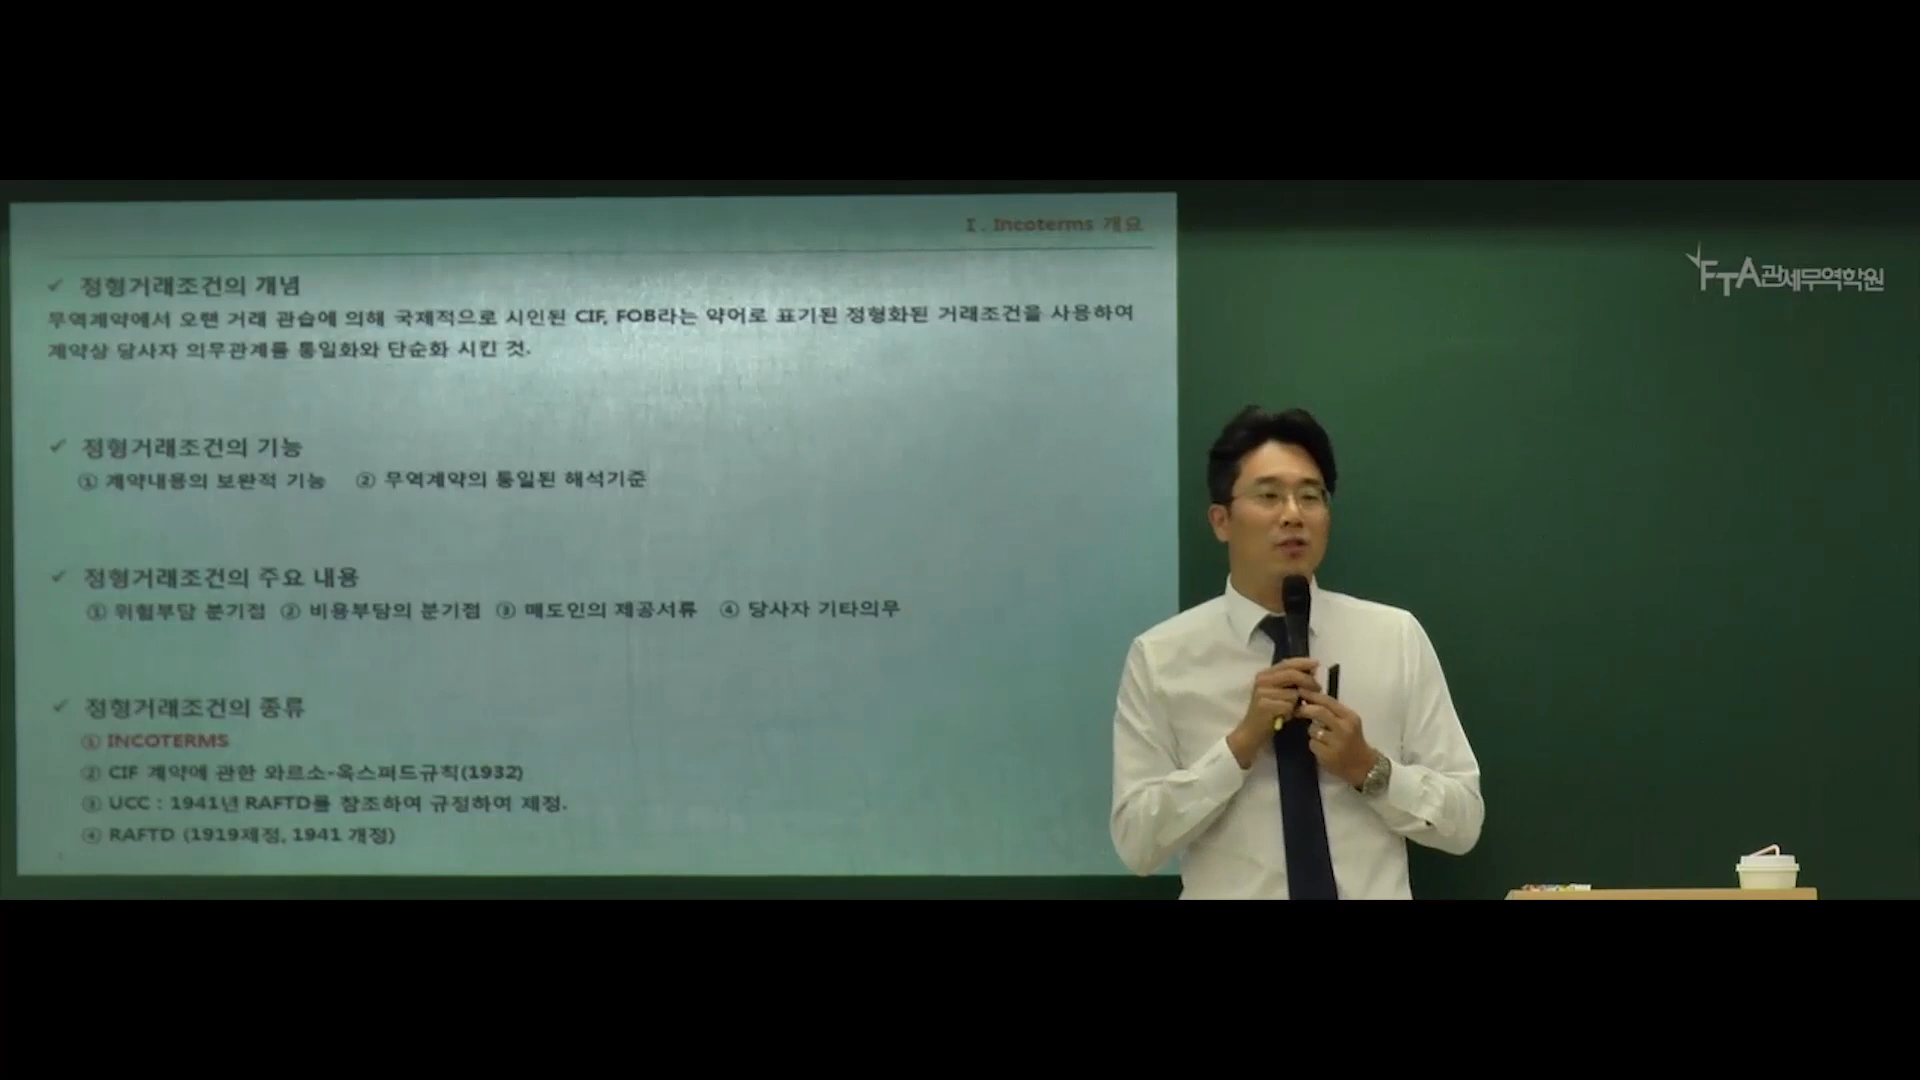 Ⅰ. Incoterms 개요
FTA관세무역학원
✓ 정형거래조건의 개념
무역계약에서 오랜 거래 관습에 의해 국제적으로 시인된 CIF, FOB라는 약어로 표기된 정형화된 거래조건을 사용하여
계약상 당사자 의무관계를 통일화와 단순화 시킨 것.
✓ 정형거래조건의 기능
① 계약내용의 보완적 기능 ② 무역계약의 통일된 해석기준
✓ 정형거래조건의 주요 내용
① 위험부담 분기점 ② 비용부담의 분기점 ③ 매도인의 제공서류 ④ 당사자 기타의무
✓ 정형거래조건의 종류
① INCOTERMS
② CIF 계약에 관한 와르소-옥스퍼드규칙(1932)
③ UCC : 1941년 RAFTD를 참조하여 규정하여 제정.
④ RAFTD (1919제정, 1941 개정)